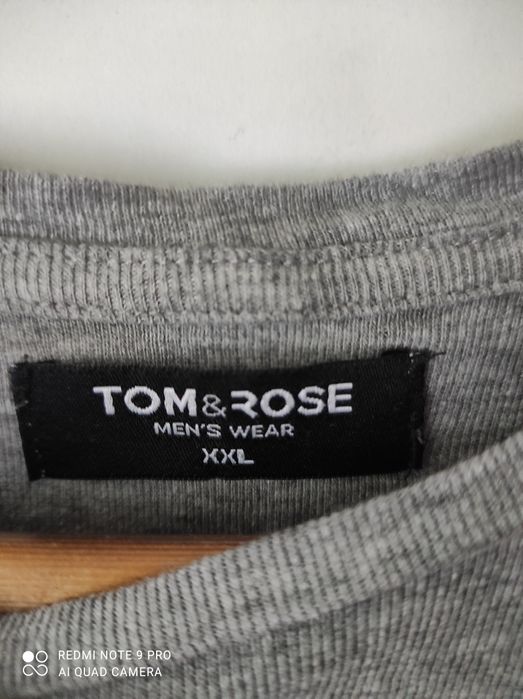 TOM&ROSE
MEN'S WEAR
XXL
REDMI NOTE 9 PRO
AI QUAD CAMERA